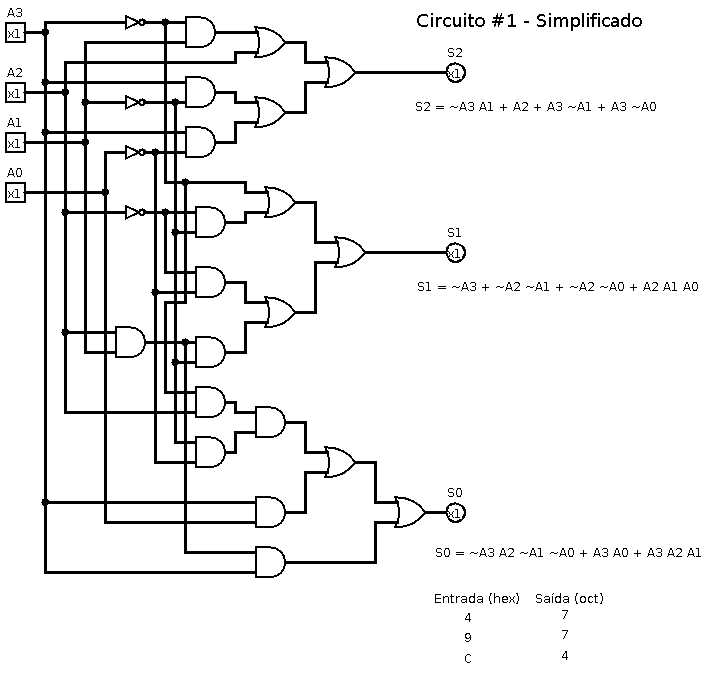 A3
x1
Circuito #1 - Simplificado
S2
x1
A2
x1
S2 = ~A3 A1 + A2 + A3 ~A1 + A3 ~A0
A1
x1
A0
x1
S1
x1
S1 = ~A3 + ~A2 ~A1 + ~A2 ~A0 + A2 A1 A0
S0
x1
S0 = ~A3 A2 ~A1 ~A0 + A3 A0 + A3 A2 A1
Entrada (hex) Saída (oct)
4 7
9 7
C 4